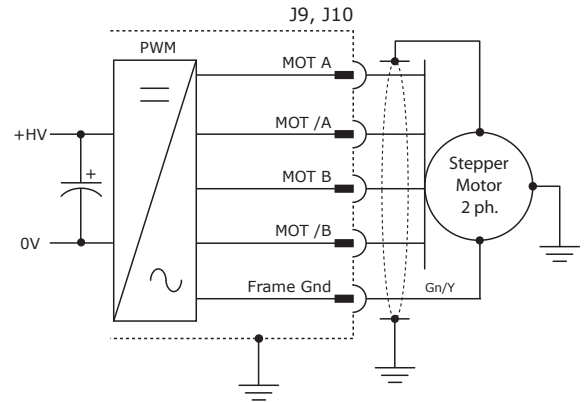 J9, J10
PWM
MOT A
+HV
MOT /A
+
Stepper
Motor
2 ph.
MOT B
0V
MOT /B
Frame Gnd
Gn/Y